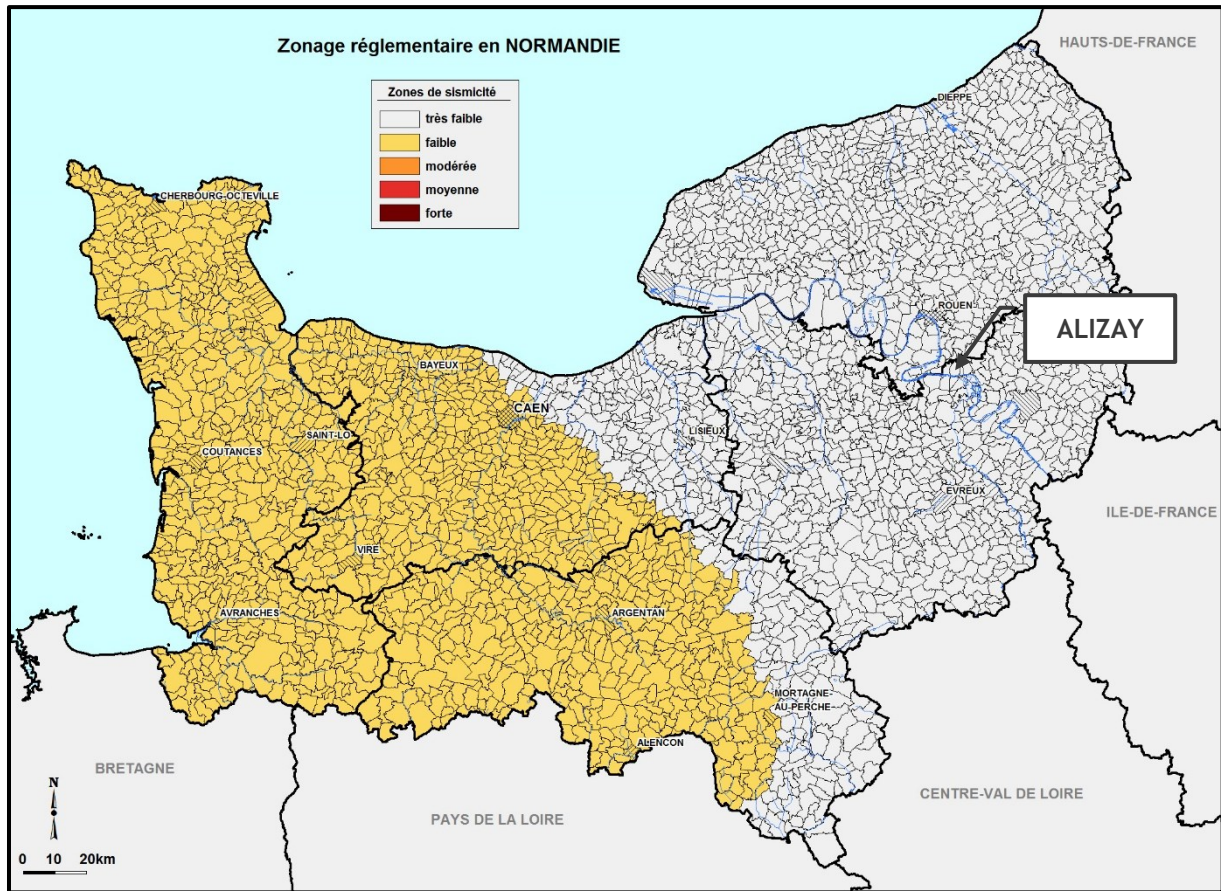 Zonage réglementaire en NORMANDIE
HAUTS-DE-FRANCE
Zones de sismicité
très faible
faible
modérée
moyenne
forte
DIEPPE
CHERBOURG-OCTEVILLE
ROUEN
ALIZAY
BAYEUX
CAEN
SAINT-LO
LISIEUX
COUTANCES
EVREUX
ILE-DE-FRANCE
VIRE
AVRANCHES
ARGENTAN
MORTAGNE-
AU-PERCHE
ALENCON
BRETAGNE
CENTRE-VAL DE LOIRE
PAYS DE LA LOIRE
N
0 10 20km